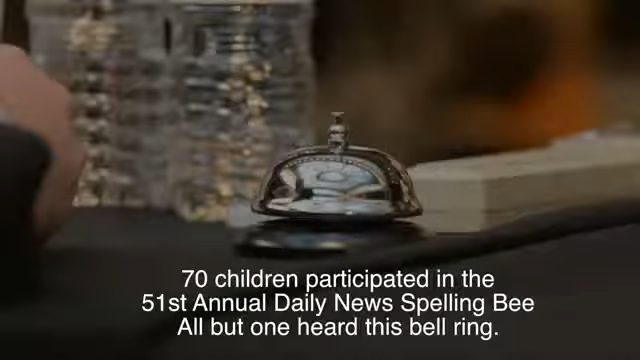 70 children participated in the
51st Annual Daily News Spelling Bee
All but one heard this bell ring.